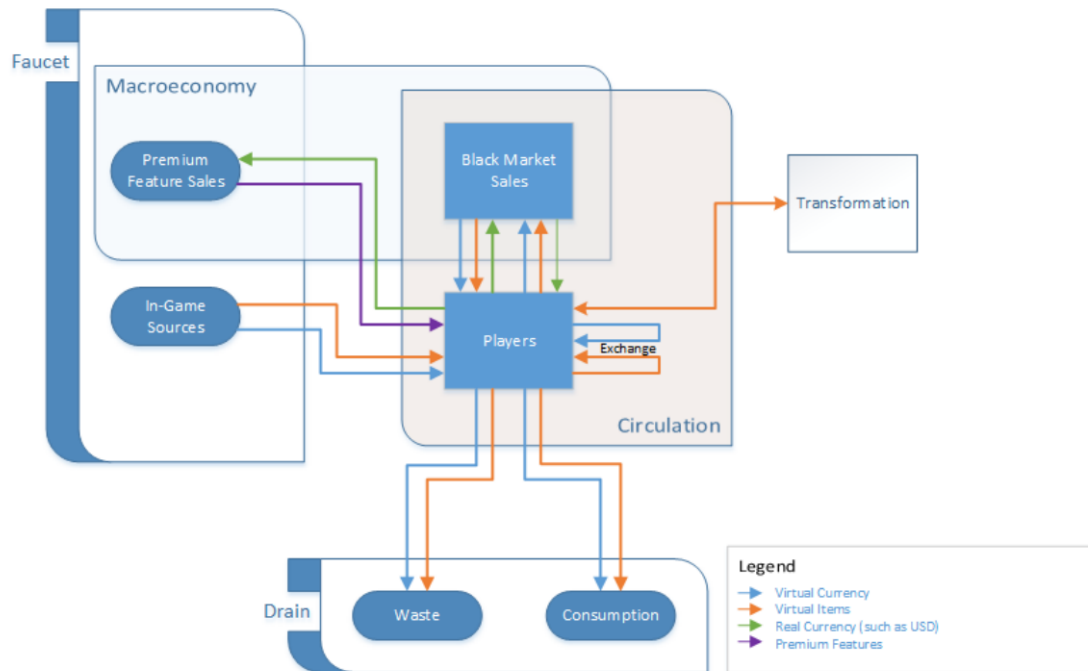 Faucet
Macroeconomy
Premium
Feature Sales
Black Market
Sales
Transformation
In-Game
Sources
Players
Exchange
Circulation
Drain
Waste
Consumption
Legend
Virtual Currency
Virtual Items
Real Currency (such as USD)
Premium Features